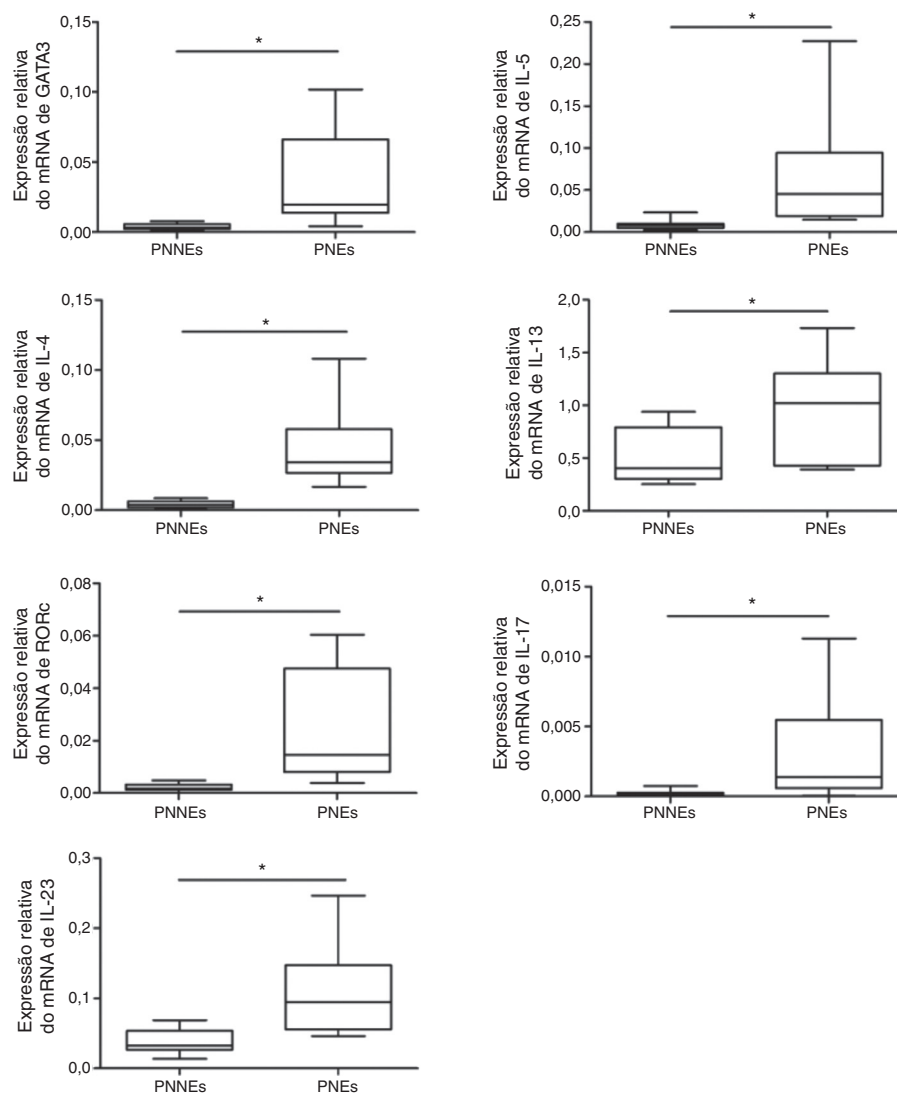 Expressão relativa
do mRNA de GATA3
0,15
0,10
0,05
0,00
*
PNNEs
PNEs
Expressão relativa
do mRNA de IL-5
0,25
0,20
0,15
0,10
0,05
0,00
*
PNNEs
PNEs
Expressão relativa
do mRNA de IL-4
0,15
0,10
0,05
0,00
*
PNNEs
PNEs
Expressão relativa
do mRNA de IL-13
2,0
1,5
1,0
0,5
0,0
*
PNNEs
PNEs
Expressão relativa
do mRNA de RORc
0,08
0,06
0,04
0,02
0,00
*
PNNEs
PNEs
Expressão relativa
do mRNA de IL-17
0,015
0,010
0,005
0,000
*
PNNEs
PNEs
Expressão relativa
do mRNA de IL-23
0,3
0,2
0,1
0,0
*
PNNEs
PNEs